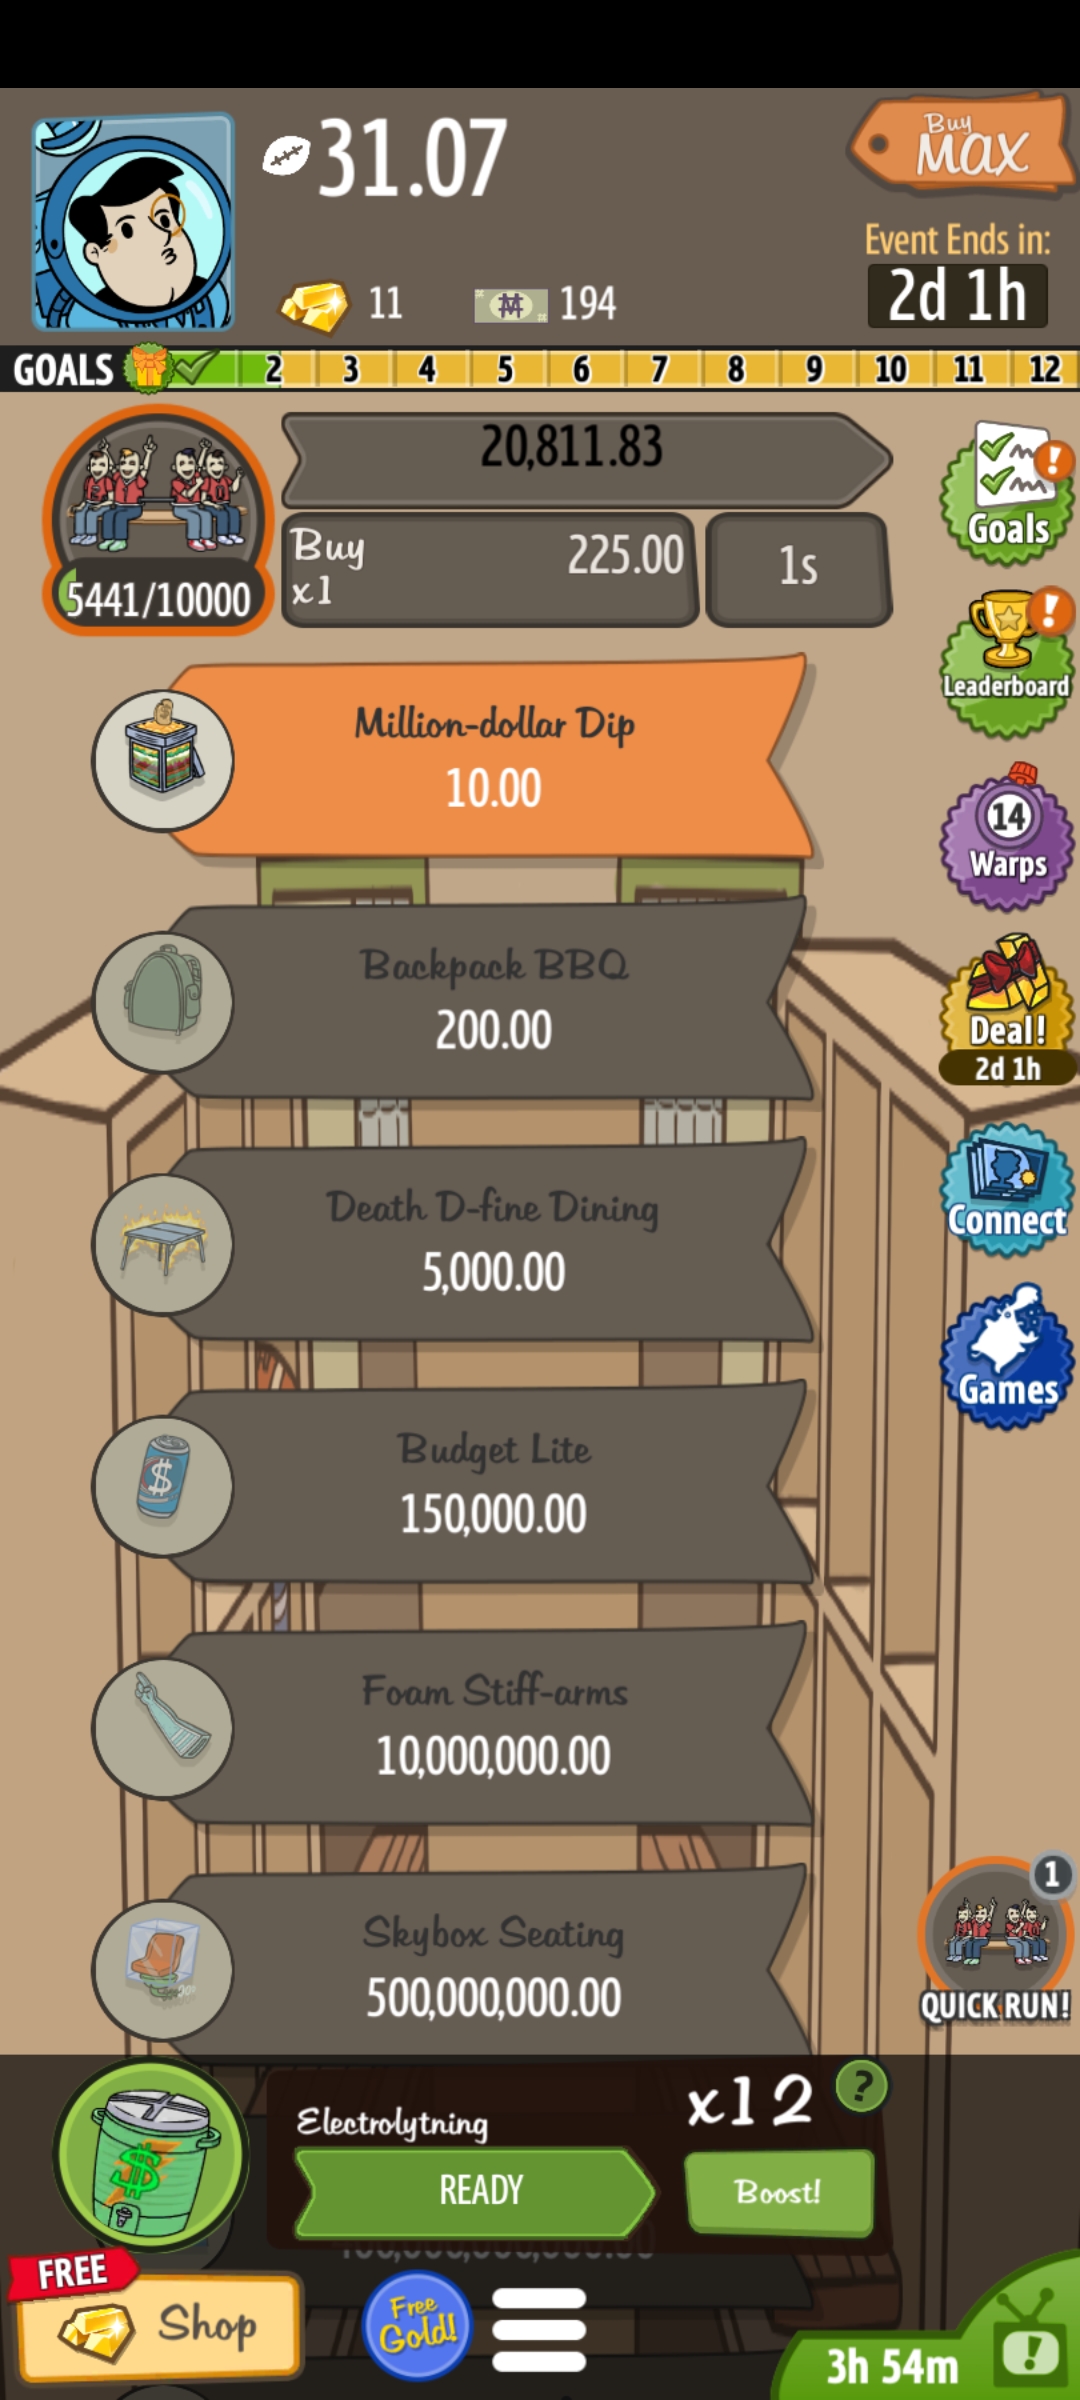 31.07
Buy
MAX
Event Ends in:
2d 1h
11
194
GOALS 2 3 4 5 6 7 8 9 10 11 12
20,811.83
Buy
x1
225.00
1s
5441/10000
Goals
Leaderboard
Million-dollar Dip
10.00
14
Warps
Backpack BBQ
200.00
Deal!
2d 1h
Death D-fine Dining
5,000.00
Connect
Games
Budget Lite
150,000.00
Foam Stiff-arms
10,000,000.00
Skybox Seating
500,000,000.00
1
QUICK RUN!
Electrolytning
x12
?
READY
Boost!
FREE
Shop
Free
Gold!
3h 54m